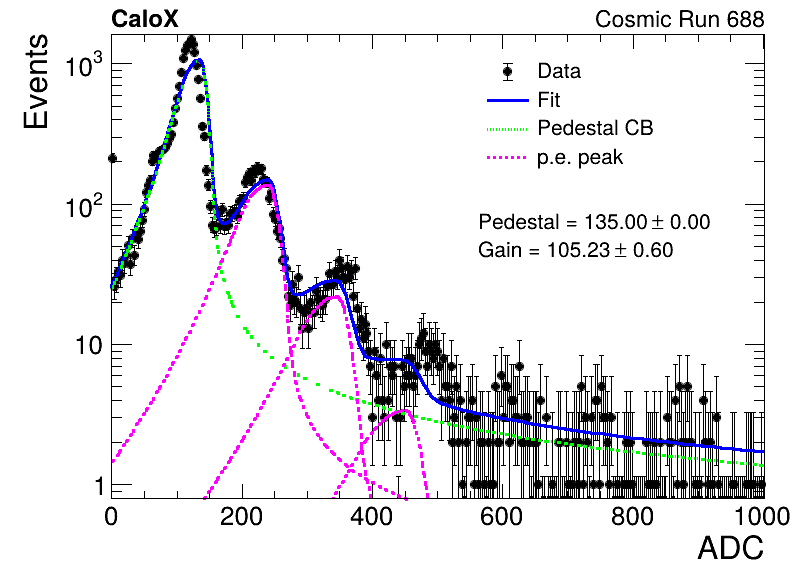 CaloX Cosmic Run 688
Events
10³
10²
10
1
Data
Fit
Pedestal CB
p.e. peak
Pedestal = 135.00 ± 0.00
Gain = 105.23 ± 0.60
0 200 400 600 800 1000
ADC